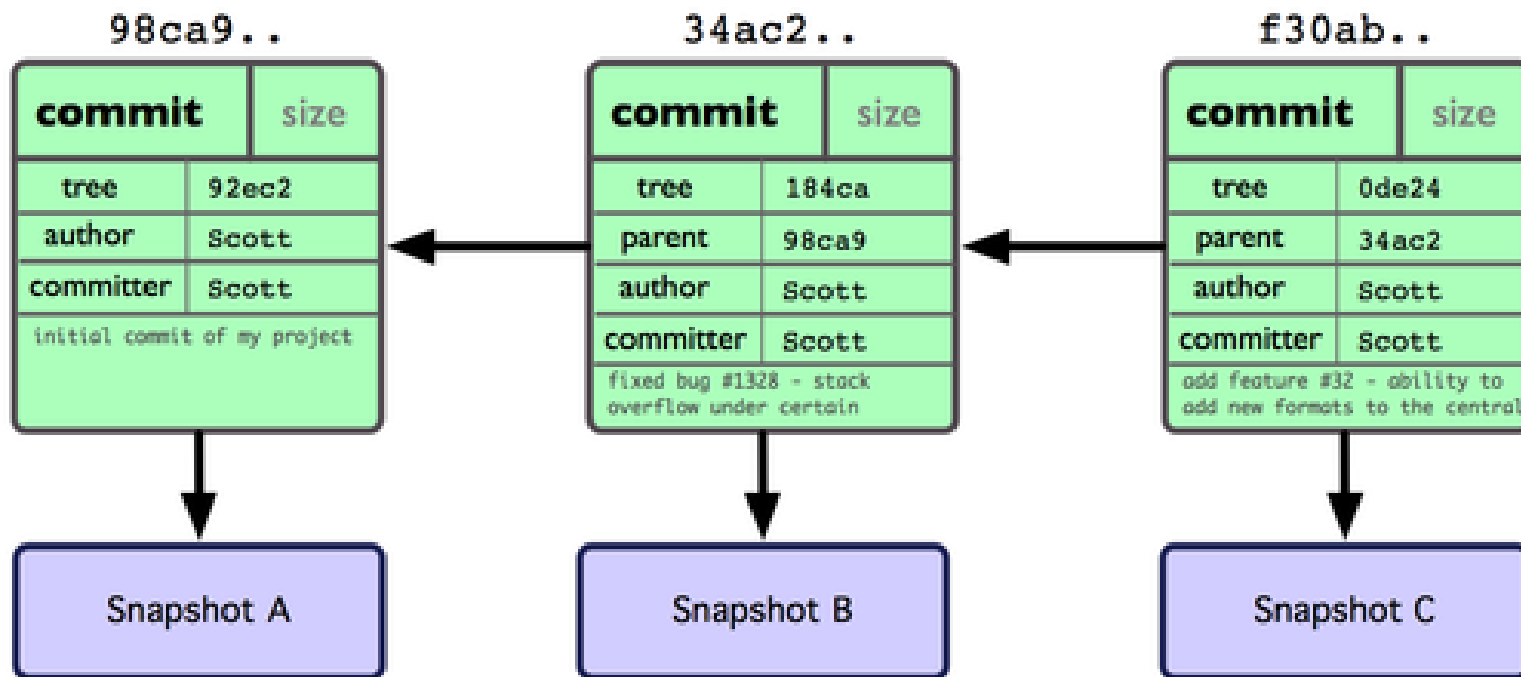 98ca9..
commit size
tree 92ec2
author Scott
committer Scott
initial commit of my project
34ac2..
commit size
tree 184ca
parent 98ca9
author Scott
committer Scott
fixed bug #1328 - stack
overflow under certain
f30ab..
commit size
tree 0de24
parent 34ac2
author Scott
committer Scott
add feature #32 - ability to
add new formats to the central
Snapshot A
Snapshot B
Snapshot C